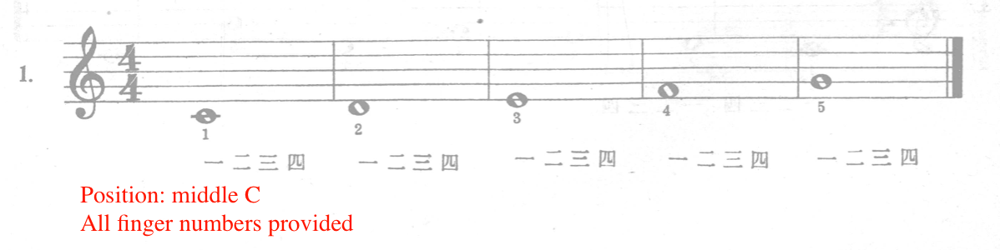 1.
4
4
1 2 3 4 5
一 二 三 四 一 二 三 四 一 二 三 四 一 二 三 四 一 二 三 四
Position: middle C
All finger numbers provided